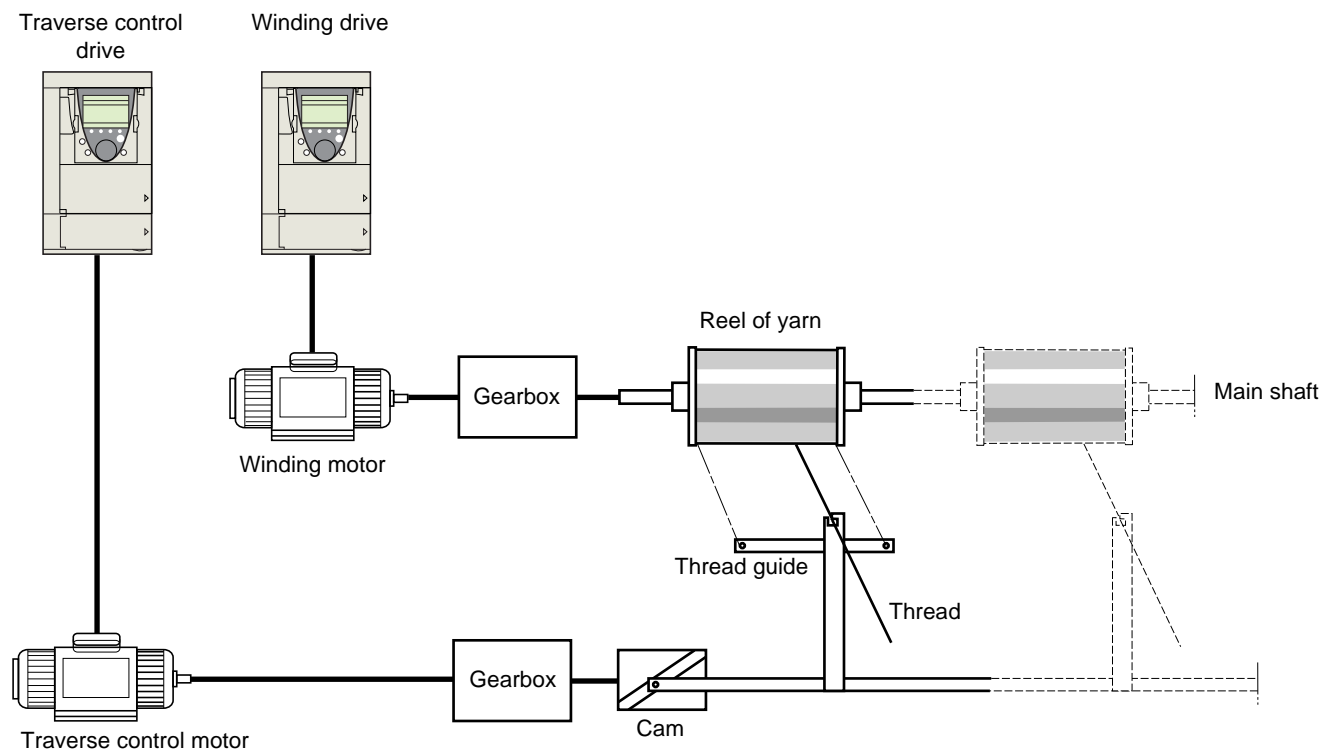 Traverse control
drive
Winding drive
Reel of yarn
Gearbox
Main shaft
Winding motor
Thread guide
Thread
Gearbox
Cam
Traverse control motor